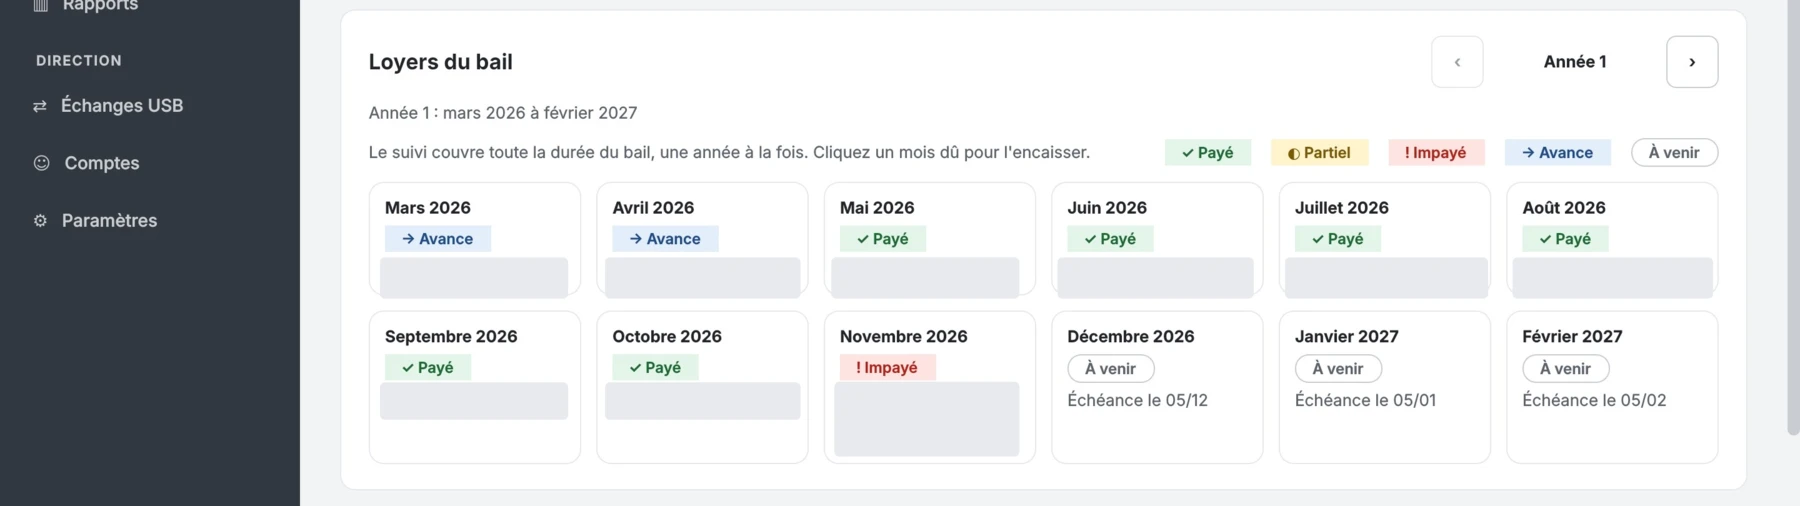 Rapports
DIRECTION
⇄ Échanges USB
☺ Comptes
⚙ Paramètres
Loyers du bail
‹ Année 1 ›
Année 1 : mars 2026 à février 2027
Le suivi couvre toute la durée du bail, une année à la fois. Cliquez un mois dû pour l'encaisser.
✓ Payé ◐ Partiel ! Impayé → Avance À venir
Mars 2026
→ Avance
Avril 2026
→ Avance
Mai 2026
✓ Payé
Juin 2026
✓ Payé
Juillet 2026
✓ Payé
Août 2026
✓ Payé
Septembre 2026
✓ Payé
Octobre 2026
✓ Payé
Novembre 2026
! Impayé
Décembre 2026
À venir
Échéance le 05/12
Janvier 2027
À venir
Échéance le 05/01
Février 2027
À venir
Échéance le 05/02